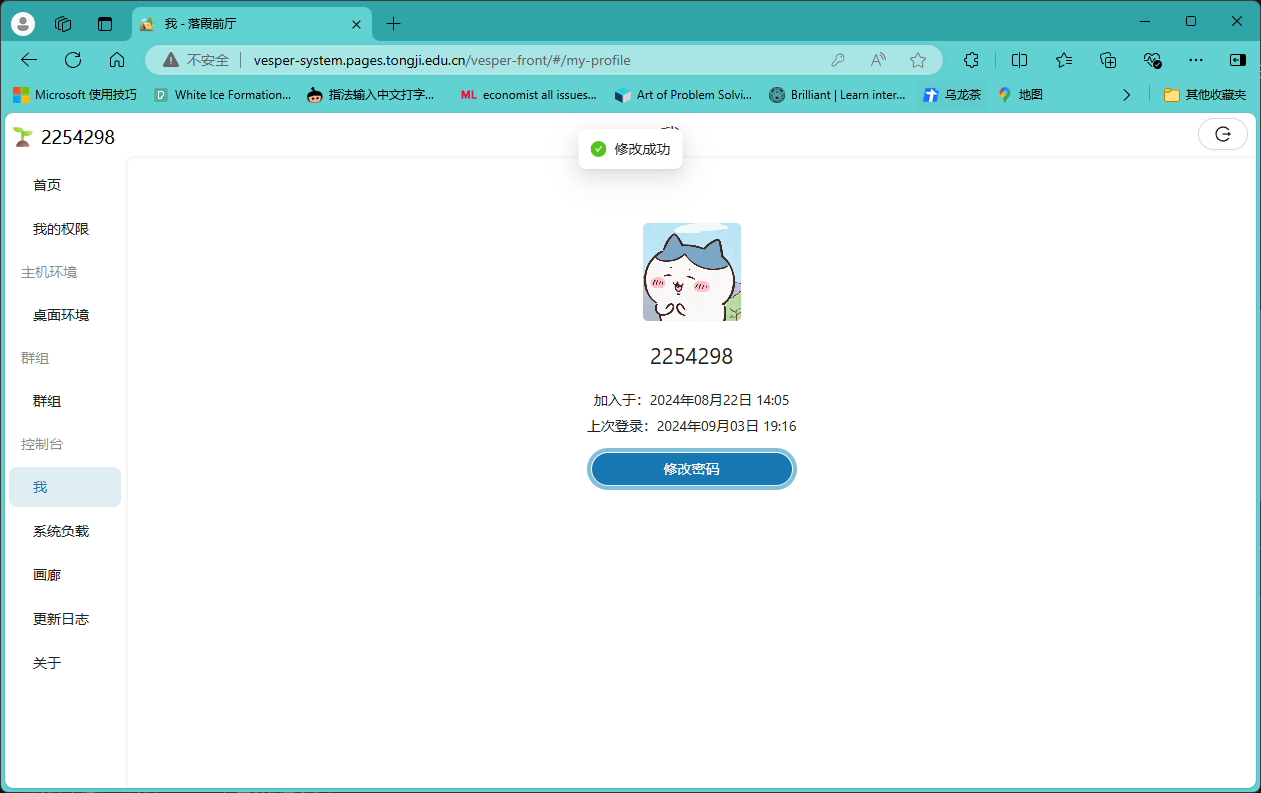 我 - 落霞前厅
不安全
vesper-system.pages.tongji.edu.cn/vesper-front/#/my-profile
Microsoft 使用技巧
White Ice Formation...
指法输入中文打字...
ML economist all issues...
Art of Problem Solvi...
Brilliant | Learn inter...
乌龙茶
地图
其他收藏夹
2254298
修改成功
首页
我的权限
主机环境
桌面环境
群组
群组
控制台
我
系统负载
画廊
更新日志
关于
2254298
加入于：2024年08月22日 14:05
上次登录：2024年09月03日 19:16
修改密码